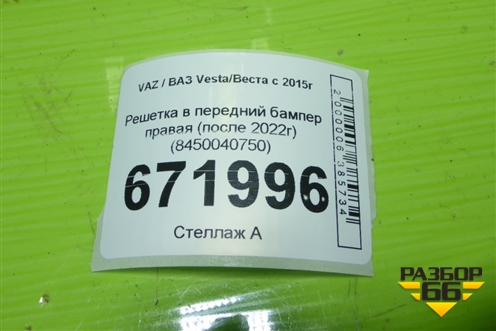 VAZ / ВАЗ Vesta/Веста с 2015г
Решетка в передний бампер
правая (после 2022г)
(8450040750)
671996
Стеллаж А
2000006385734
РАЗБОР
66